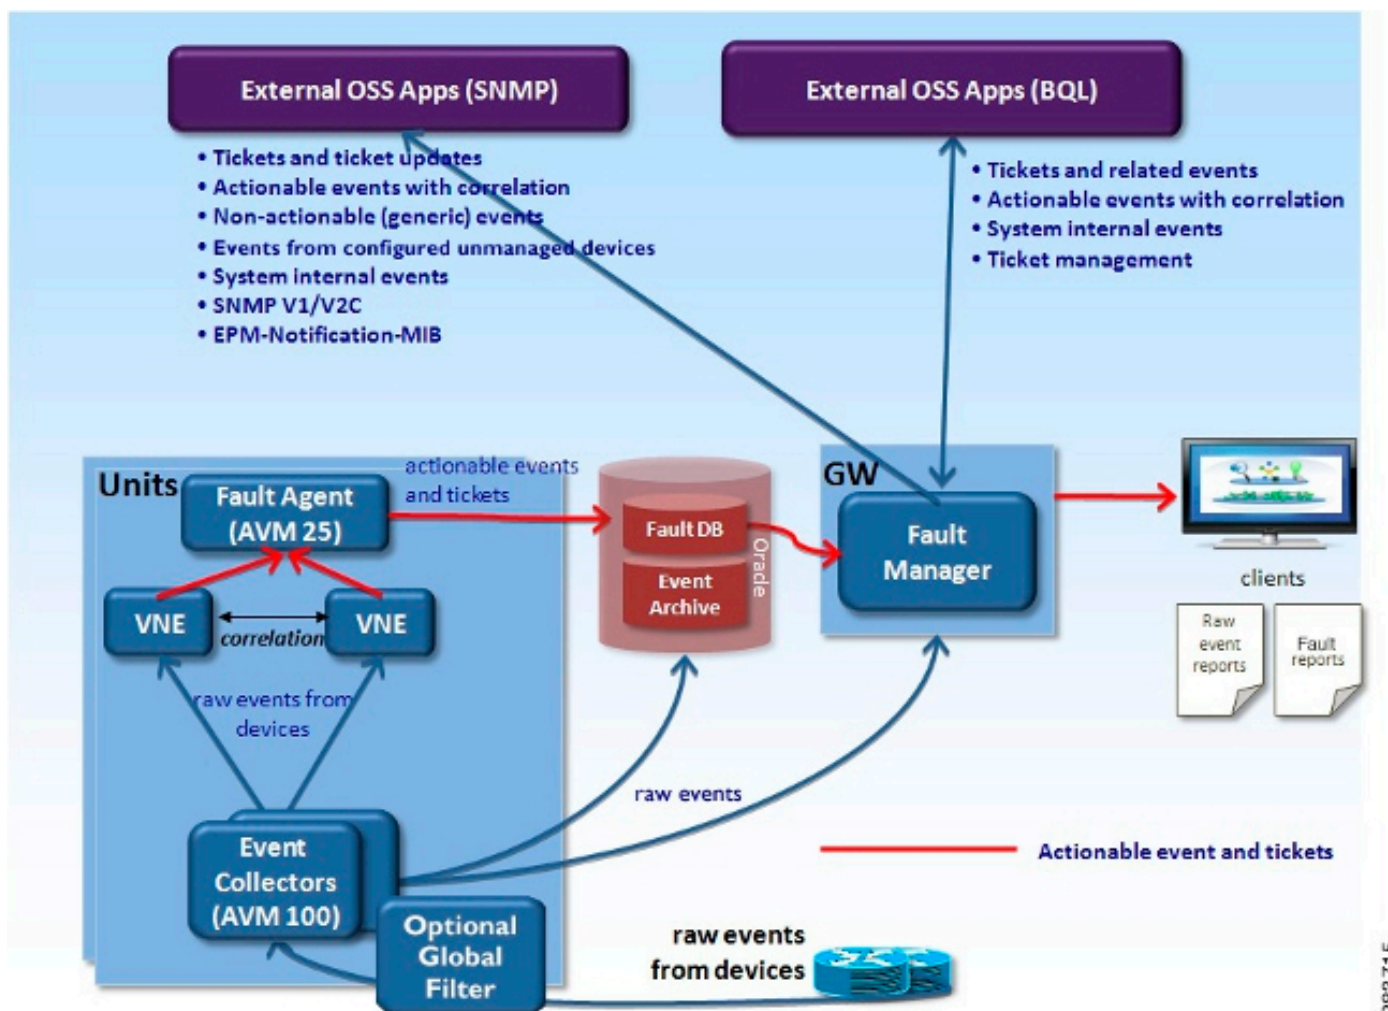 External OSS Apps (SNMP)
External OSS Apps (BQL)
• Tickets and ticket updates
• Actionable events with correlation
• Non-actionable (generic) events
• Events from configured unmanaged devices
• System internal events
• SNMP V1/V2C
• EPM-Notification-MIB
• Tickets and related events
• Actionable events with correlation
• System internal events
• Ticket management
Units
Fault Agent
(AVM 25)
actionable events
and tickets
VNE
correlation
VNE
raw events from
devices
Event
Collectors
(AVM 100)
Optional
Global
Filter
Fault DB
Event
Archive
Oracle
GW
Fault
Manager
clients
Raw
event
reports
Fault
reports
raw events
Actionable event and tickets
raw events
from devices